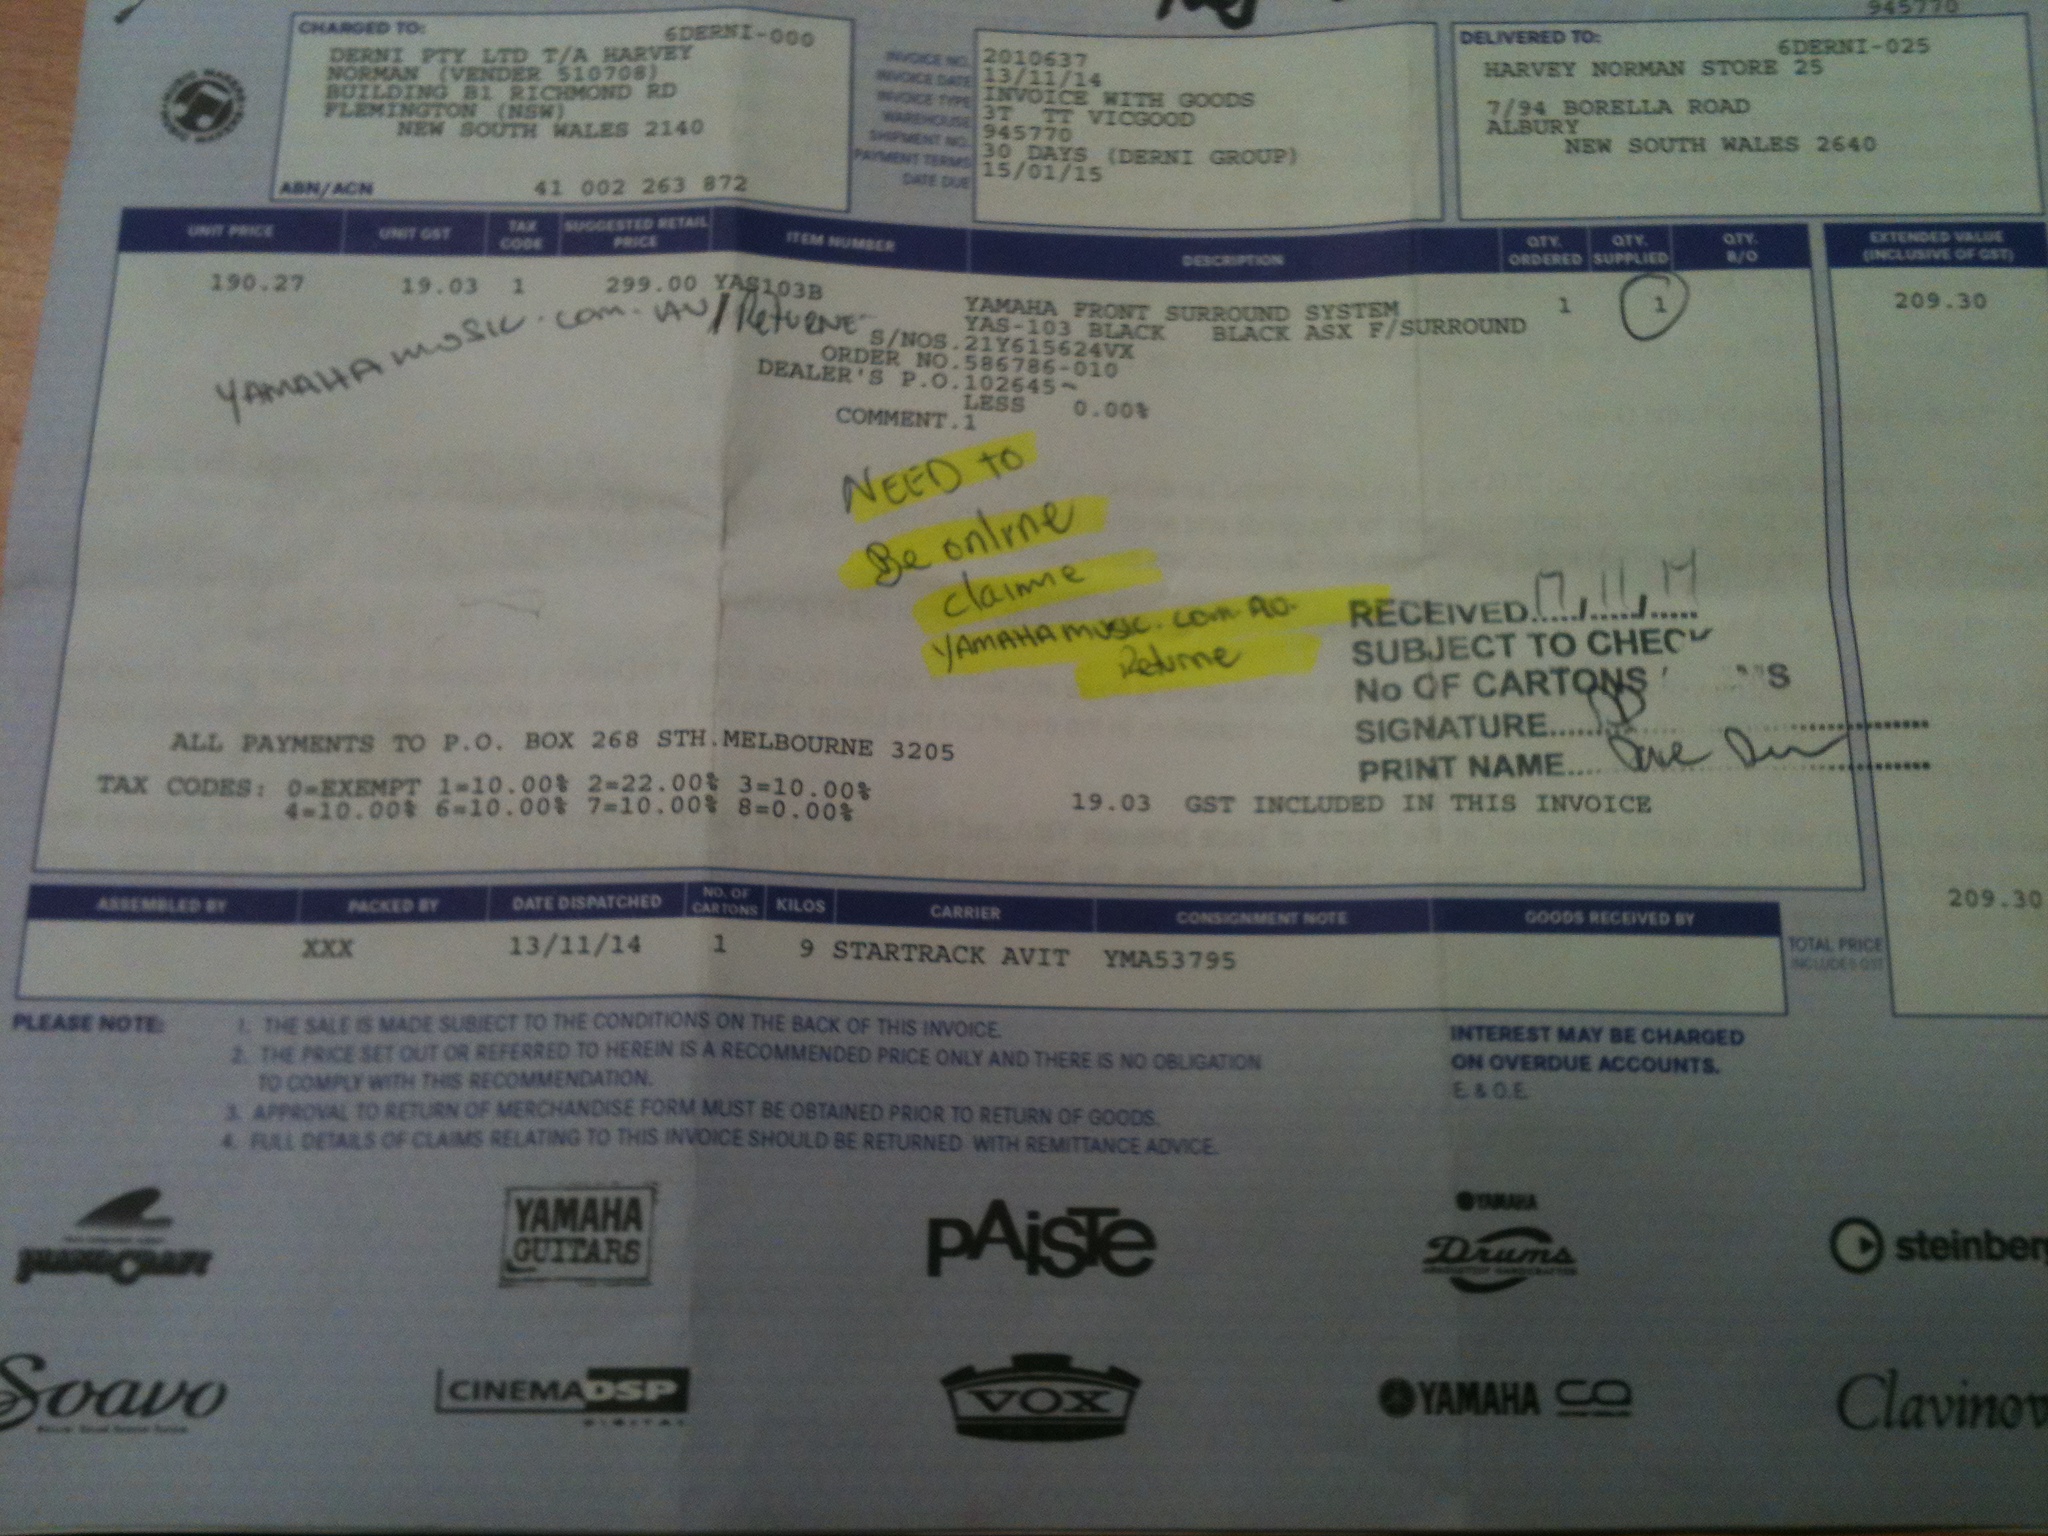 945770
CHARGED TO:
6DERNI-000
DERNI PTY LTD T/A HARVEY
NORMAN (VENDER 510708)
BUILDING B1 RICHMOND RD
FLEMINGTON (NSW)
NEW SOUTH WALES 2140
ABN/ACN 41 002 263 872
INVOICE NO. 2010637
INVOICE DATE 13/11/14
INVOICE TYPE INVOICE WITH GOODS
WAREHOUSE 3T TT VICGOOD
SHIPMENT NO. 945770
PAYMENT TERMS 30 DAYS (DERNI GROUP)
DATE DUE 15/01/15
DELIVERED TO:
6DERNI-025
HARVEY NORMAN STORE 25
7/94 BORELLA ROAD
ALBURY
NEW SOUTH WALES 2640
UNIT PRICE UNIT GST TAX CODE SUGGESTED RETAIL PRICE ITEM NUMBER DESCRIPTION QTY. ORDERED QTY. SUPPLIED QTY. B/O EXTENDED VALUE (INCLUSIVE OF GST)
190.27 19.03 1 299.00 YAS103B YAMAHA FRONT SURROUND SYSTEM 1 1 209.30
YAS-103 BLACK BLACK ASX F/SURROUND
S/NOS.21Y615624VX
ORDER NO.586786-010
DEALER'S P.O.102645~
COMMENT.1 LESS 0.00%
NEED to
Be online
claime
YAMAHA music.com.au
Returne
RECEIVED..../...../.....
17 11 14
SUBJECT TO CHECK
No OF CARTONS
SIGNATURE
PRINT NAME
ALL PAYMENTS TO P.O. BOX 268 STH.MELBOURNE 3205
TAX CODES: 0=EXEMPT 1=10.00% 2=22.00% 3=10.00%
4=10.00% 6=10.00% 7=10.00% 8=0.00%
19.03 GST INCLUDED IN THIS INVOICE
ASSEMBLED BY PACKED BY DATE DISPATCHED NO. OF CARTONS KILOS CARRIER CONSIGNMENT NOTE GOODS RECEIVED BY
XXX 13/11/14 1 9 STARTRACK AVIT YMA53795
TOTAL PRICE INCLUDES GST 209.30
PLEASE NOTE:
1. THE SALE IS MADE SUBJECT TO THE CONDITIONS ON THE BACK OF THIS INVOICE.
2. THE PRICE SET OUT OR REFERRED TO HEREIN IS A RECOMMENDED PRICE ONLY AND THERE IS NO OBLIGATION
TO COMPLY WITH THIS RECOMMENDATION.
3. APPROVAL TO RETURN OF MERCHANDISE FORM MUST BE OBTAINED PRIOR TO RETURN OF GOODS.
4. FULL DETAILS OF CLAIMS RELATING TO THIS INVOICE SHOULD BE RETURNED WITH REMITTANCE ADVICE.
INTEREST MAY BE CHARGED
ON OVERDUE ACCOUNTS.
E. & O.E.
YAMAHA GUITARS
PAiSTe
YAMAHA Drums
steinberg
CINEMA DSP DIGITAL
VOX
YAMAHA CO
Clavinov